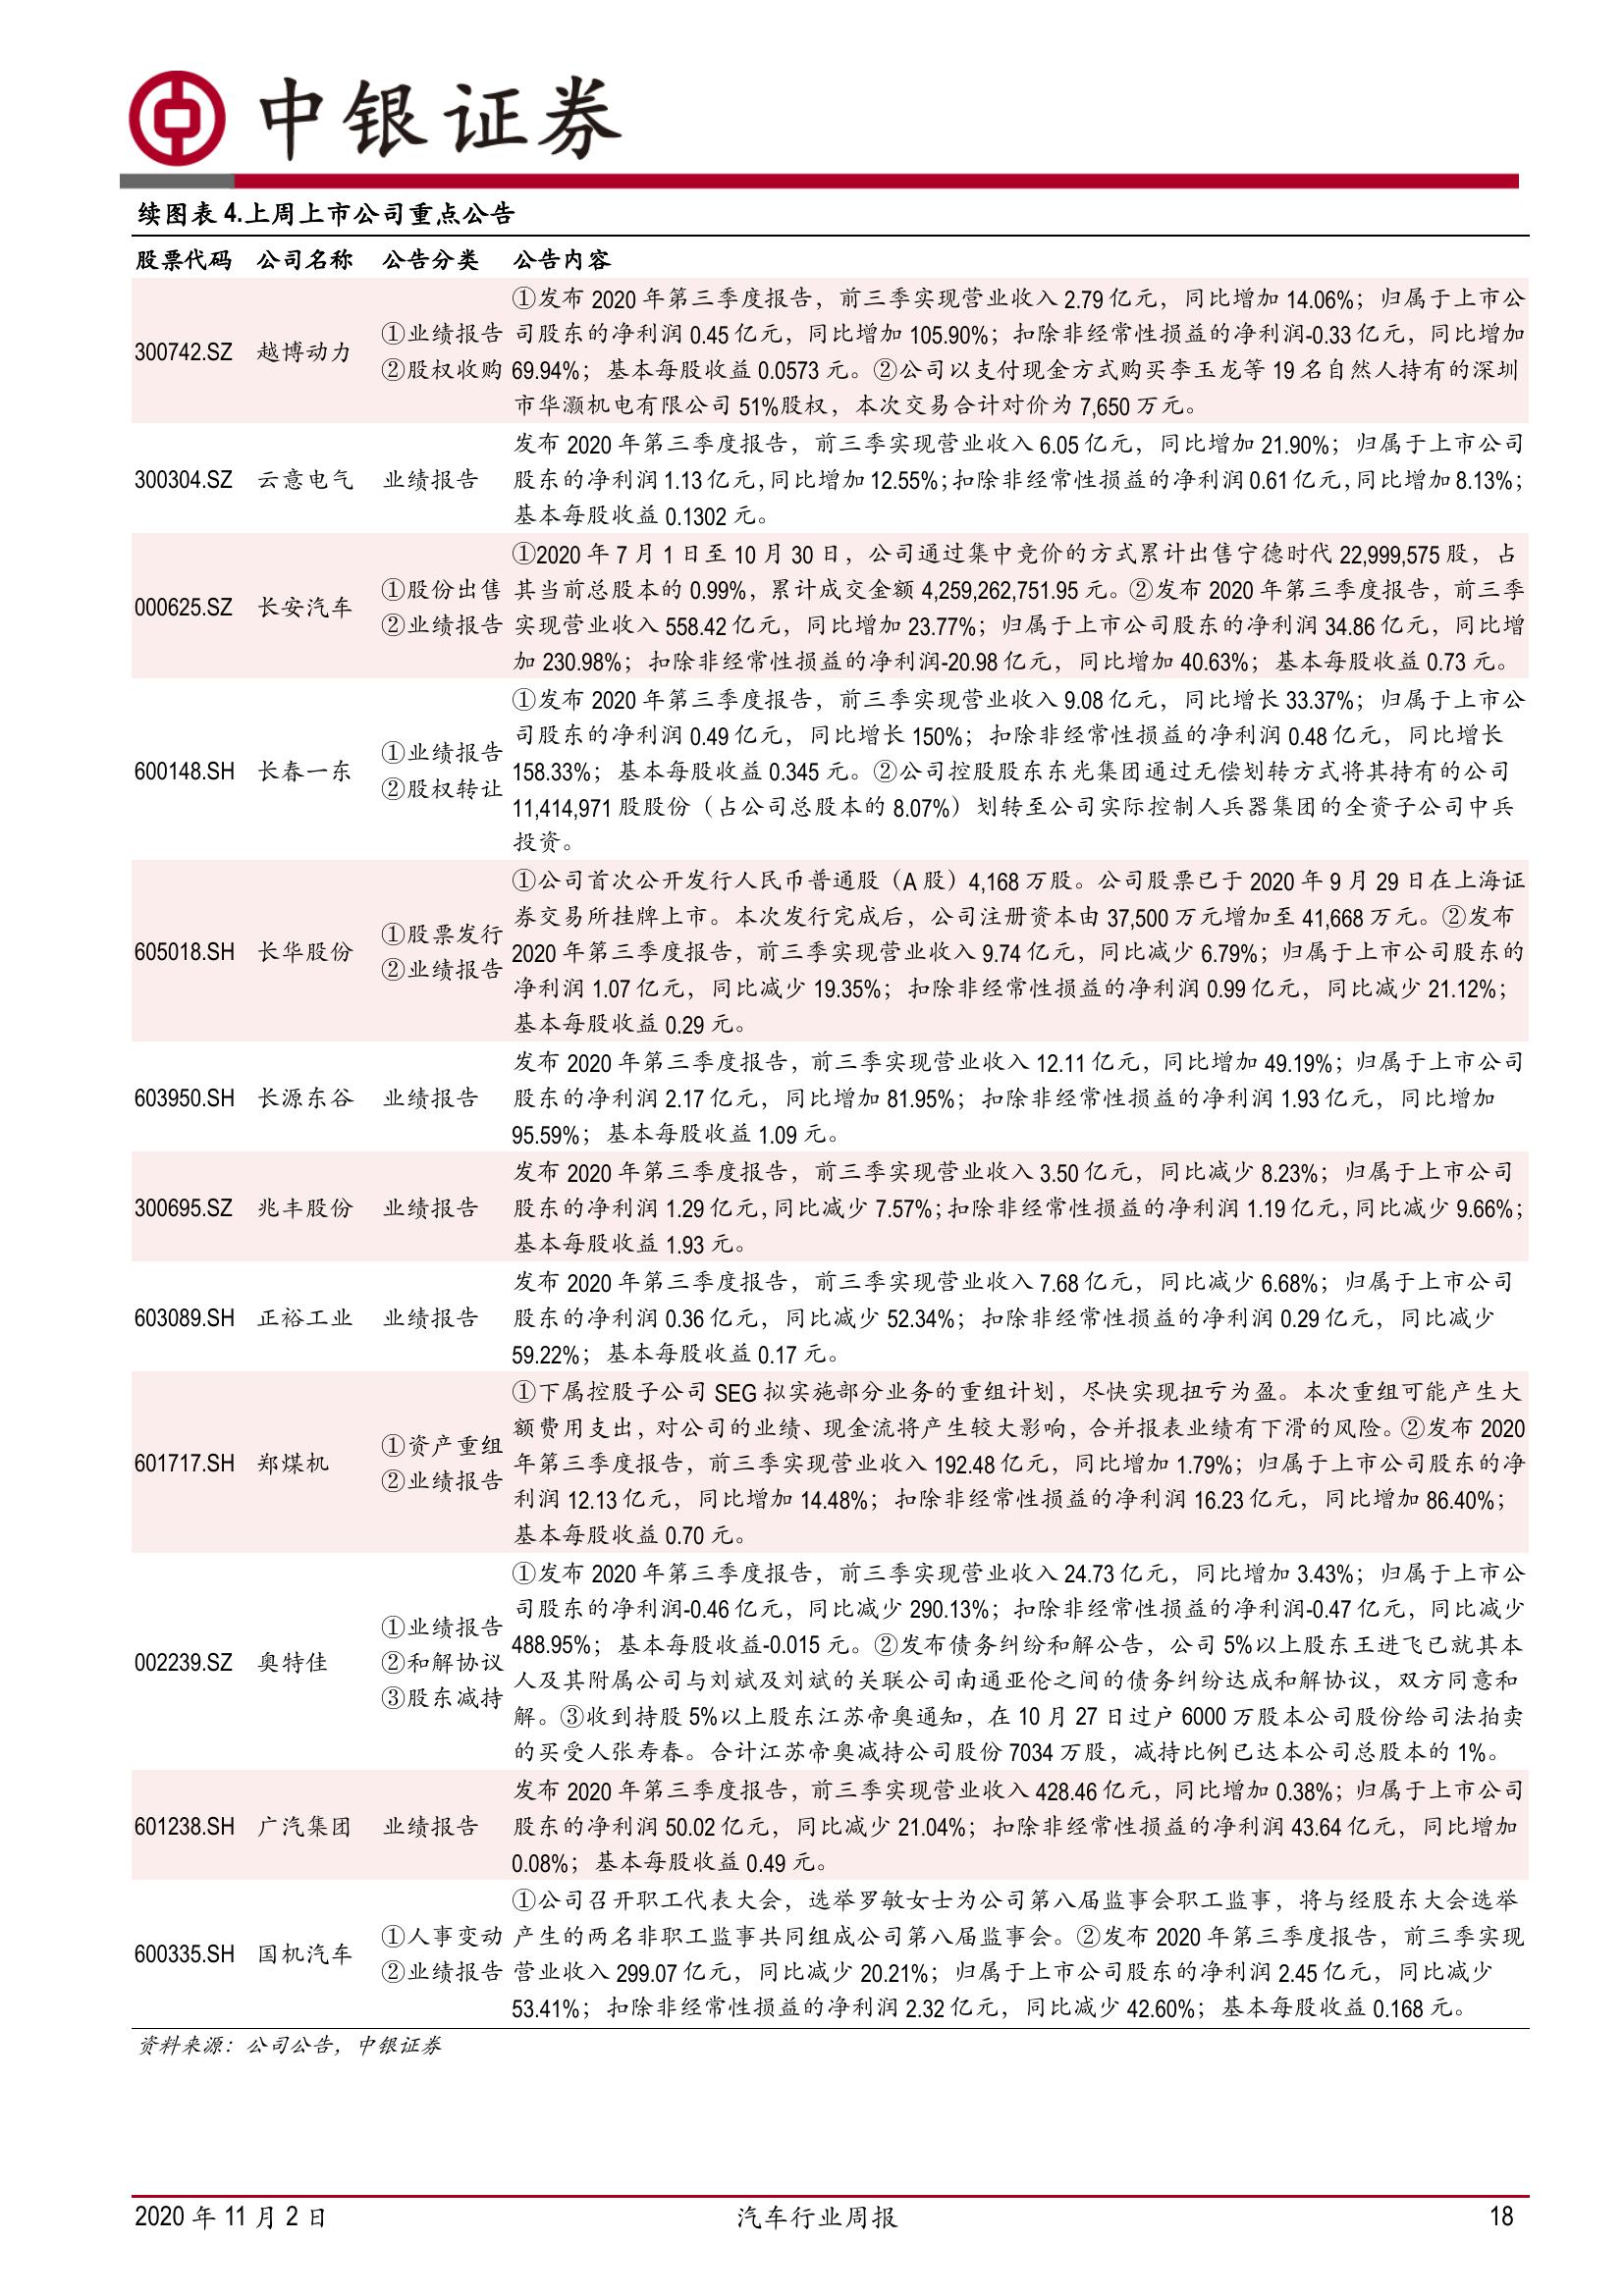 中银证券
续图表 4.上周上市公司重点公告
股票代码 公司名称 公告分类 公告内容
300742.SZ 越博动力
①业绩报告
②股权收购
①发布 2020 年第三季度报告，前三季实现营业收入 2.79 亿元，同比增加 14.06%；归属于上市公
司股东的净利润 0.45 亿元，同比增加 105.90%；扣除非经常性损益的净利润-0.33 亿元，同比增加
69.94%；基本每股收益 0.0573 元。②公司以支付现金方式购买李玉龙等 19 名自然人持有的深圳
市华灏机电有限公司 51%股权，本次交易合计对价为 7,650 万元。
300304.SZ 云意电气 业绩报告
发布 2020 年第三季度报告，前三季实现营业收入 6.05 亿元，同比增加 21.90%；归属于上市公司
股东的净利润 1.13 亿元，同比增加 12.55%；扣除非经常性损益的净利润 0.61 亿元，同比增加 8.13%；
基本每股收益 0.1302 元。
000625.SZ 长安汽车
①股份出售
②业绩报告
①2020 年 7 月 1 日至 10 月 30 日，公司通过集中竞价的方式累计出售宁德时代 22,999,575 股，占
其当前总股本的 0.99%，累计成交金额 4,259,262,751.95 元。②发布 2020 年第三季度报告，前三季
实现营业收入 558.42 亿元，同比增加 23.77%；归属于上市公司股东的净利润 34.86 亿元，同比增
加 230.98%；扣除非经常性损益的净利润-20.98 亿元，同比增加 40.63%；基本每股收益 0.73 元。
600148.SH 长春一东
①业绩报告
②股权转让
①发布 2020 年第三季度报告，前三季实现营业收入 9.08 亿元，同比增长 33.37%；归属于上市公
司股东的净利润 0.49 亿元，同比增长 150%；扣除非经常性损益的净利润 0.48 亿元，同比增长
158.33%；基本每股收益 0.345 元。②公司控股股东东光集团通过无偿划转方式将其持有的公司
11,414,971 股股份（占公司总股本的 8.07%）划转至公司实际控制人兵器集团的全资子公司中兵
投资。
605018.SH 长华股份
①股票发行
②业绩报告
①公司首次公开发行人民币普通股（A 股）4,168 万股。公司股票已于 2020 年 9 月 29 日在上海证
券交易所挂牌上市。本次发行完成后，公司注册资本由 37,500 万元增加至 41,668 万元。②发布
2020 年第三季度报告，前三季实现营业收入 9.74 亿元，同比减少 6.79%；归属于上市公司股东的
净利润 1.07 亿元，同比减少 19.35%；扣除非经常性损益的净利润 0.99 亿元，同比减少 21.12%；
基本每股收益 0.29 元。
603950.SH 长源东谷 业绩报告
发布 2020 年第三季度报告，前三季实现营业收入 12.11 亿元，同比增加 49.19%；归属于上市公司
股东的净利润 2.17 亿元，同比增加 81.95%；扣除非经常性损益的净利润 1.93 亿元，同比增加
95.59%；基本每股收益 1.09 元。
300695.SZ 兆丰股份 业绩报告
发布 2020 年第三季度报告，前三季实现营业收入 3.50 亿元，同比减少 8.23%；归属于上市公司
股东的净利润 1.29 亿元，同比减少 7.57%；扣除非经常性损益的净利润 1.19 亿元，同比减少 9.66%；
基本每股收益 1.93 元。
603089.SH 正裕工业 业绩报告
发布 2020 年第三季度报告，前三季实现营业收入 7.68 亿元，同比减少 6.68%；归属于上市公司
股东的净利润 0.36 亿元，同比减少 52.34%；扣除非经常性损益的净利润 0.29 亿元，同比减少
59.22%；基本每股收益 0.17 元。
601717.SH 郑煤机
①资产重组
②业绩报告
①下属控股子公司 SEG 拟实施部分业务的重组计划，尽快实现扭亏为盈。本次重组可能产生大
额费用支出，对公司的业绩、现金流将产生较大影响，合并报表业绩有下滑的风险。②发布 2020
年第三季度报告，前三季实现营业收入 192.48 亿元，同比增加 1.79%；归属于上市公司股东的净
利润 12.13 亿元，同比增加 14.48%；扣除非经常性损益的净利润 16.23 亿元，同比增加 86.40%；
基本每股收益 0.70 元。
002239.SZ 奥特佳
①业绩报告
②和解协议
③股东减持
①发布 2020 年第三季度报告，前三季实现营业收入 24.73 亿元，同比增加 3.43%；归属于上市公
司股东的净利润-0.46 亿元，同比减少 290.13%；扣除非经常性损益的净利润-0.47 亿元，同比减少
488.95%；基本每股收益-0.015 元。②发布债务纠纷和解公告，公司 5%以上股东王进飞已就其本
人及其附属公司与刘斌及刘斌的关联公司南通亚伦之间的债务纠纷达成和解协议，双方同意和
解。③收到持股 5%以上股东江苏帝奥通知，在 10 月 27 日过户 6000 万股本公司股份给司法拍卖
的买受人张寿春。合计江苏帝奥减持公司股份 7034 万股，减持比例已达本公司总股本的 1%。
601238.SH 广汽集团 业绩报告
发布 2020 年第三季度报告，前三季实现营业收入 428.46 亿元，同比增加 0.38%；归属于上市公司
股东的净利润 50.02 亿元，同比减少 21.04%；扣除非经常性损益的净利润 43.64 亿元，同比增加
0.08%；基本每股收益 0.49 元。
600335.SH 国机汽车
①人事变动
②业绩报告
①公司召开职工代表大会，选举罗敏女士为公司第八届监事会职工监事，将与经股东大会选举
产生的两名非职工监事共同组成公司第八届监事会。②发布 2020 年第三季度报告，前三季实现
营业收入 299.07 亿元，同比减少 20.21%；归属于上市公司股东的净利润 2.45 亿元，同比减少
53.41%；扣除非经常性损益的净利润 2.32 亿元，同比减少 42.60%；基本每股收益 0.168 元。
资料来源：公司公告，中银证券
2020 年 11 月 2 日 汽车行业周报 18